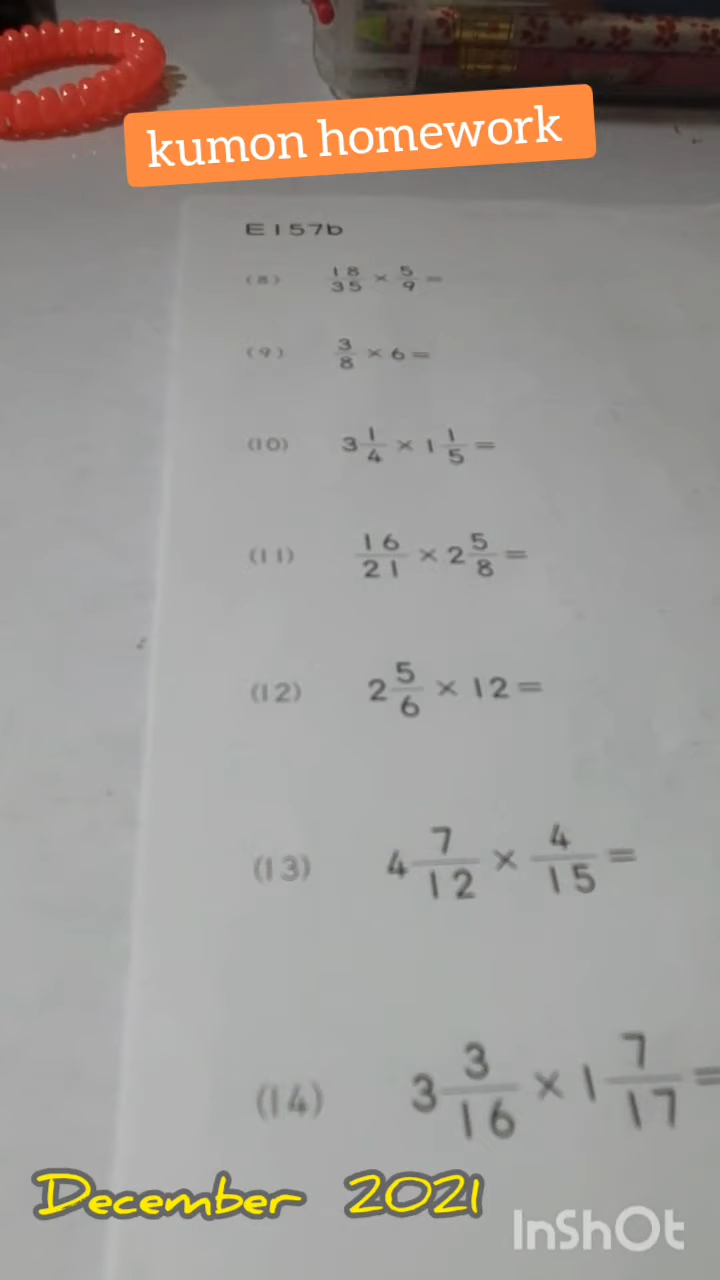 kumon homework
E157b
(8) 18/35 × 5/9 =
(9) 3/8 × 6 =
(10) 3 1/4 × 1 1/5 =
(11) 16/21 × 2 5/8 =
(12) 2 5/6 × 12 =
(13) 4 7/12 × 4/15 =
(14) 3 3/16 × 1 7/17 =
December 2021
InShOt